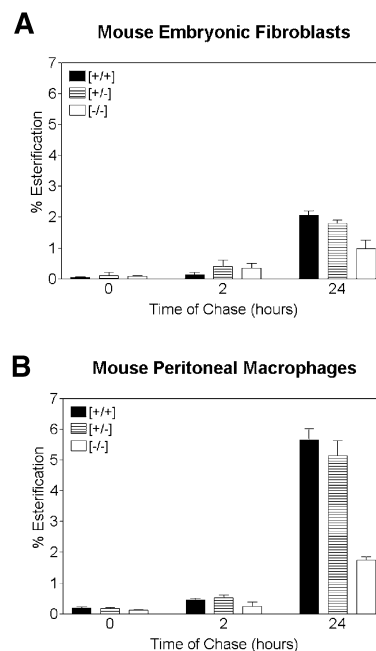 A
Mouse Embryonic Fibroblasts
7
6
5
4
3
2
1
0
% Esterification
[+/+]
[+/-]
[-/-]
0 2 24
Time of Chase (hours)
B
Mouse Peritoneal Macrophages
7
6
5
4
3
2
1
0
% Esterification
[+/+]
[+/-]
[-/-]
0 2 24
Time of Chase (hours)